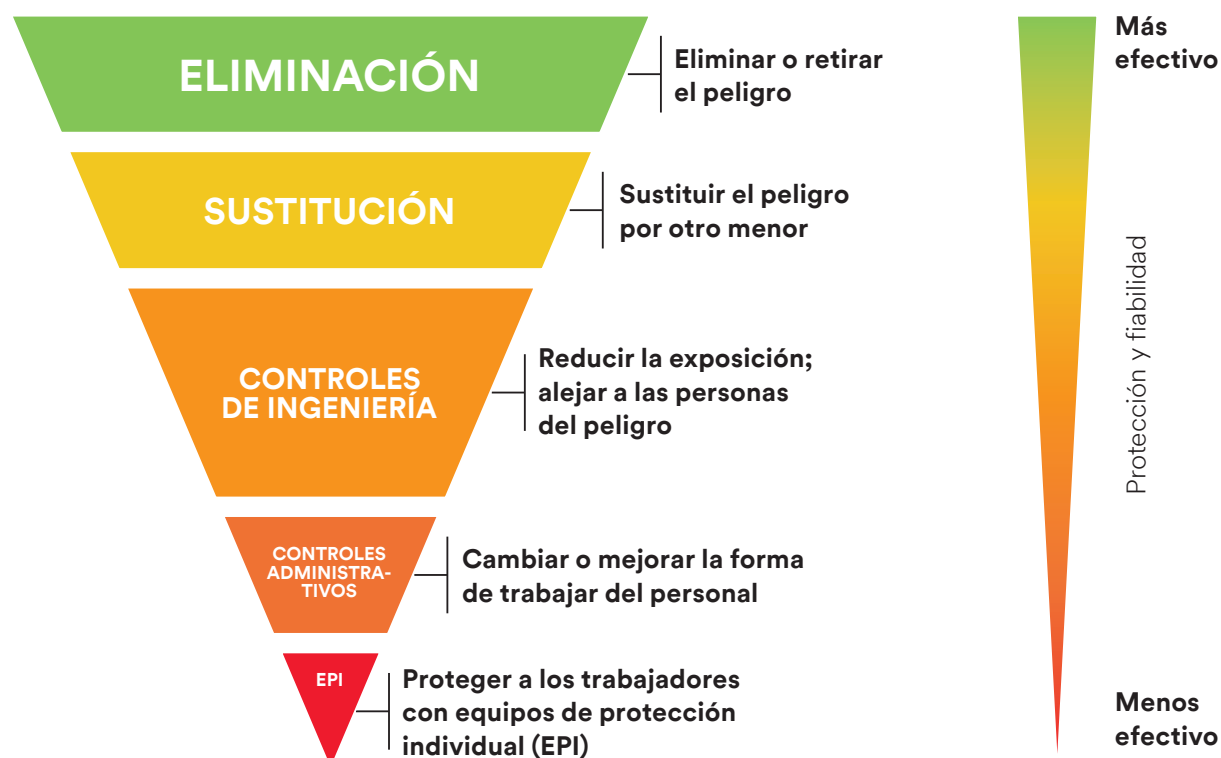 ELIMINACIÓN
Eliminar o retirar
el peligro
SUSTITUCIÓN
Sustituir el peligro
por otro menor
CONTROLES
DE INGENIERÍA
Reducir la exposición;
alejar a las personas
del peligro
CONTROLES
ADMINISTRA-
TIVOS
Cambiar o mejorar la forma
de trabajar del personal
EPI
Proteger a los trabajadores
con equipos de protección
individual (EPI)
Más
efectivo
Protección y fiabilidad
Menos
efectivo